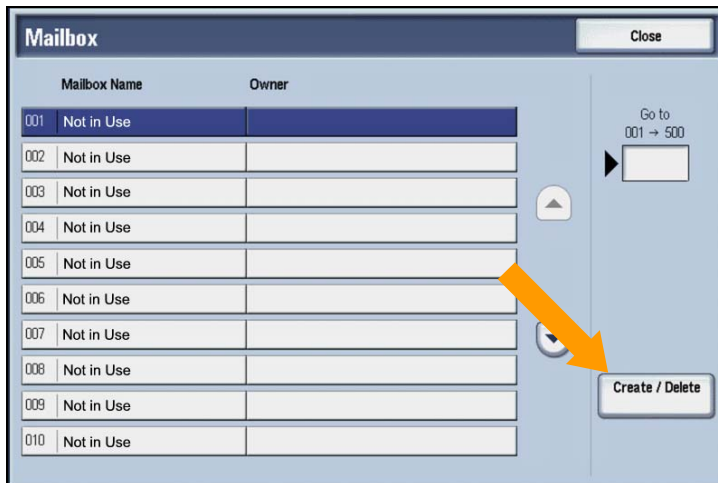 Mailbox
Close
Mailbox Name Owner
001 Not in Use
002 Not in Use
003 Not in Use
004 Not in Use
005 Not in Use
006 Not in Use
007 Not in Use
008 Not in Use
009 Not in Use
010 Not in Use
Go to
001 → 500
Create / Delete